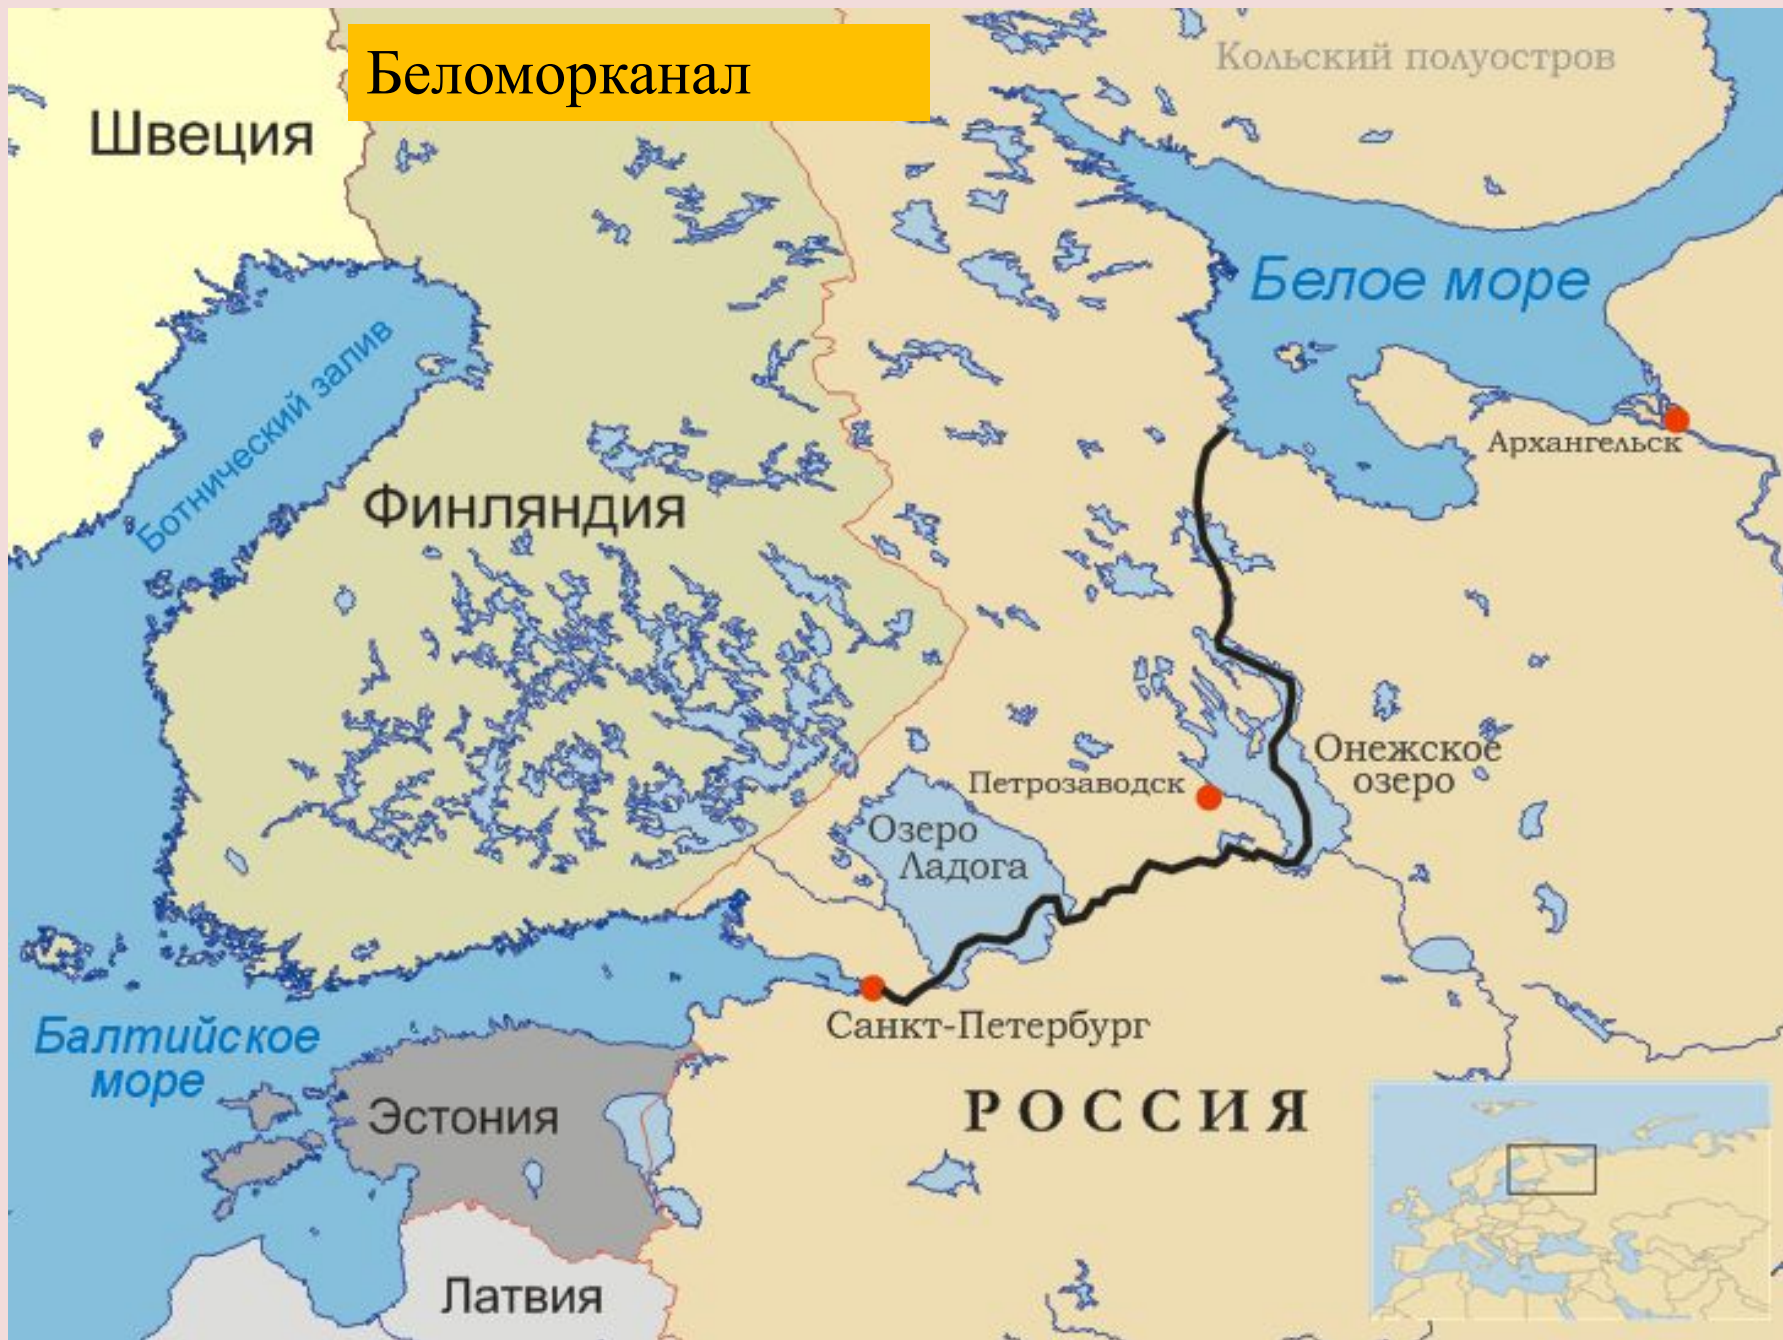 Беломорканал
Кольский полуостров
Швеция
Белое море
Ботнический залив
Архангельск
Финляндия
Онежское
озеро
Петрозаводск
Озеро
Ладога
Санкт-Петербург
Балтийское
море
РОССИЯ
Эстония
Латвия